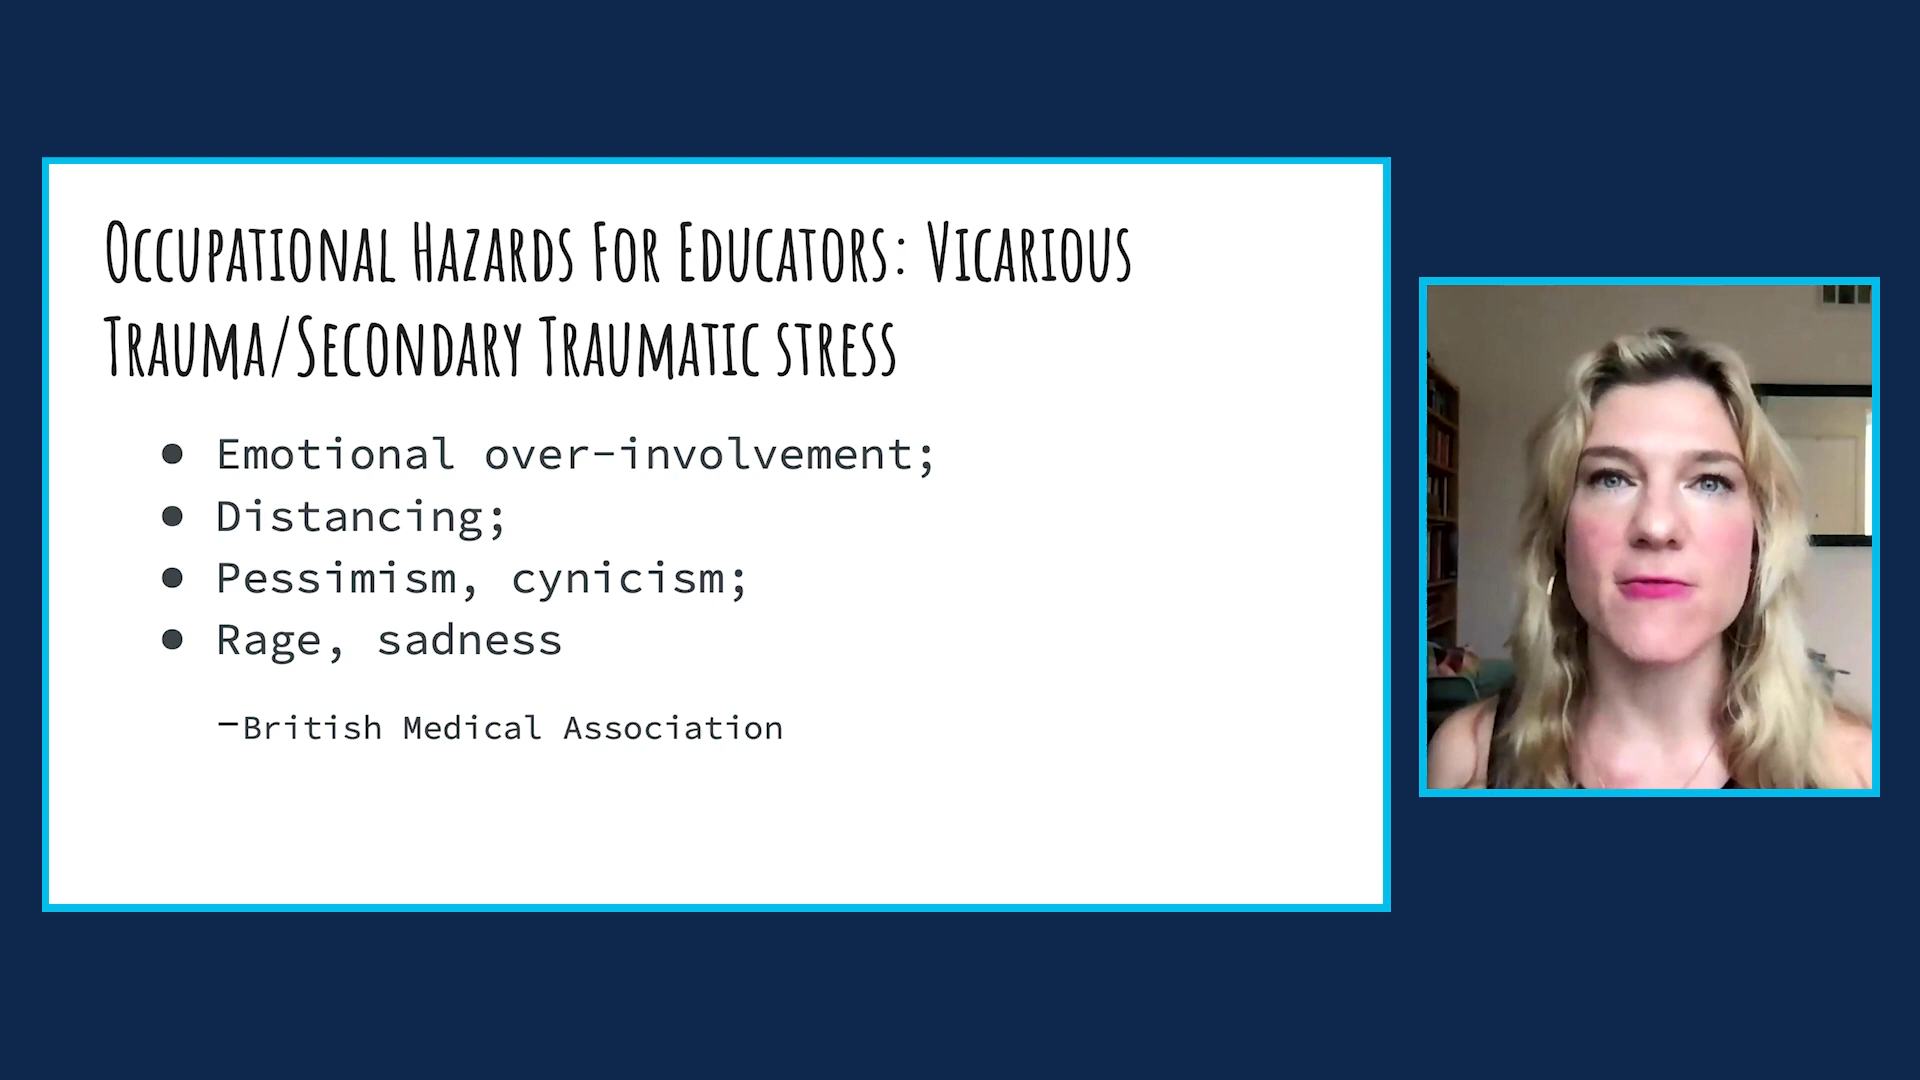 Occupational Hazards For Educators: Vicarious
Trauma/Secondary Traumatic stress
● Emotional over-involvement;
● Distancing;
● Pessimism, cynicism;
● Rage, sadness
–British Medical Association